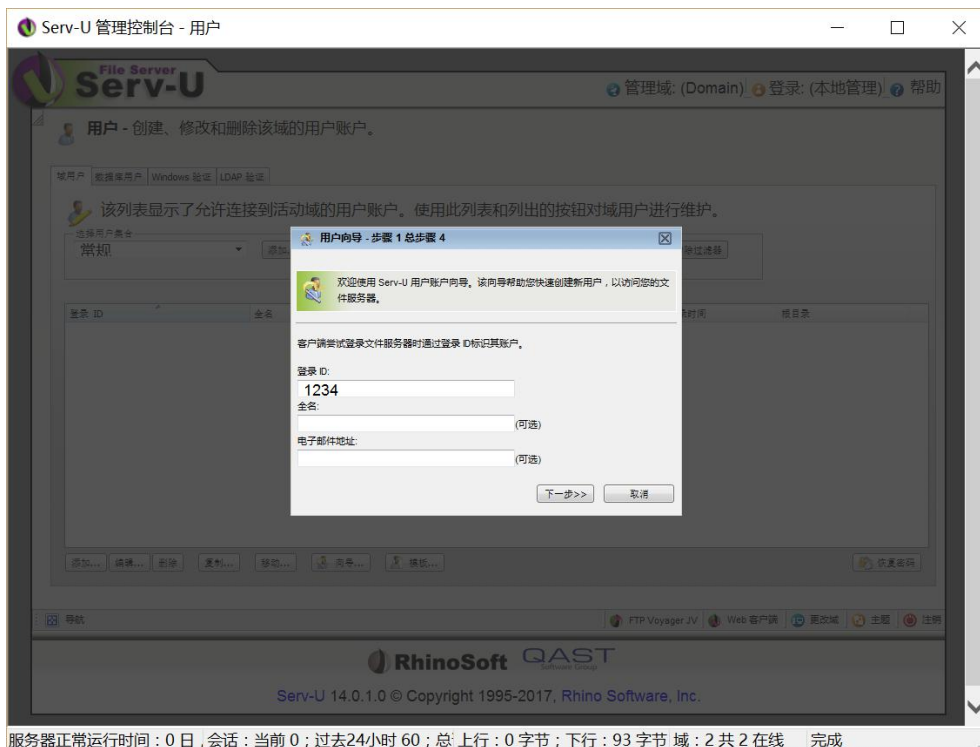 Serv-U 管理控制台 - 用户
File Server
Serv-U
管理域: (Domain) 登录: (本地管理) 帮助
用户 - 创建、修改和删除该域的用户账户。
域用户 数据库用户 Windows 验证 LDAP 验证
该列表显示了允许连接到活动域的用户账户。使用此列表和列出的按钮对域用户进行维护。
选择用户集合
常规
用户向导 - 步骤 1 总步骤 4
欢迎使用 Serv-U 用户账户向导。该向导帮助您快速创建新用户，以访问您的文
件服务器。
登录 ID 全名 根目录
客户端尝试登录文件服务器时通过登录 ID标识其账户。
登录 ID:
1234
全名:
(可选)
电子邮件地址:
(可选)
下一步>> 取消
添加... 编辑... 删除 复制... 移动... 向导... 模板... 恢复密码
导航 FTP Voyager JV Web 客户端 更改域 主题 注销
RhinoSoft QAST
Software Group
Serv-U 14.0.1.0 © Copyright 1995-2017, Rhino Software, Inc.
服务器正常运行时间：0 日 会话：当前 0；过去24小时 60；总 上行：0 字节；下行：93 字节 域：2 共 2 在线 完成